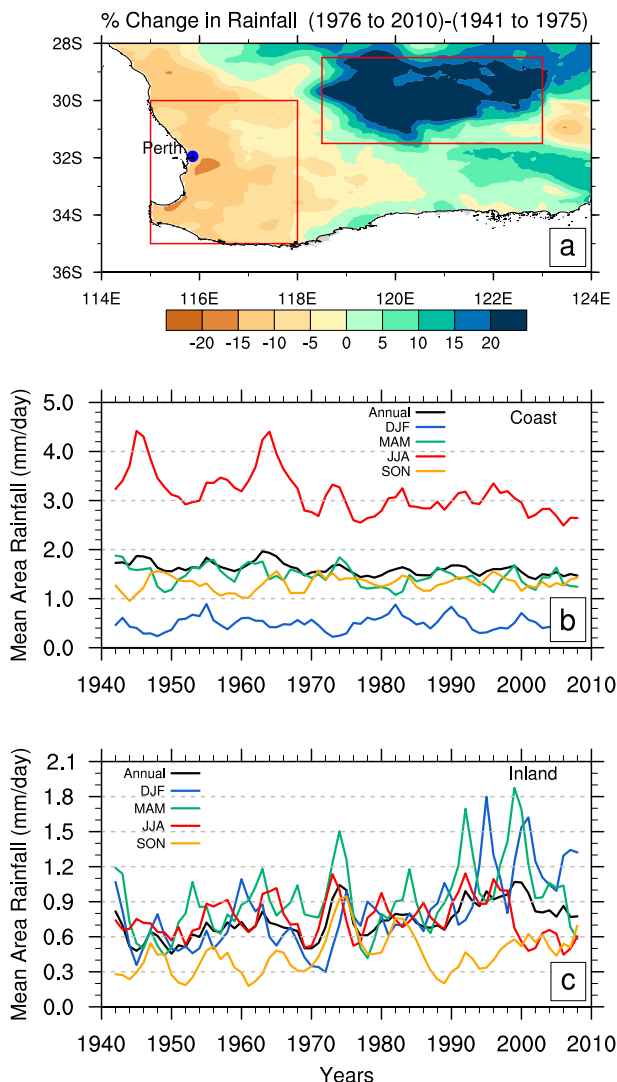 % Change in Rainfall (1976 to 2010)-(1941 to 1975)
28S
30S
32S
34S
36S
Perth
a
114E 116E 118E 120E 122E 124E
-20 -15 -10 -5 0 5 10 15 20
Mean Area Rainfall (mm/day)
5.0
4.0
3.0
2.0
1.0
0.0
Annual
DJF
MAM
JJA
SON
Coast
b
1940 1950 1960 1970 1980 1990 2000 2010
Mean Area Rainfall (mm/day)
2.1
1.8
1.5
1.2
0.9
0.6
0.3
0.0
Annual
DJF
MAM
JJA
SON
Inland
c
1940 1950 1960 1970 1980 1990 2000 2010
Years